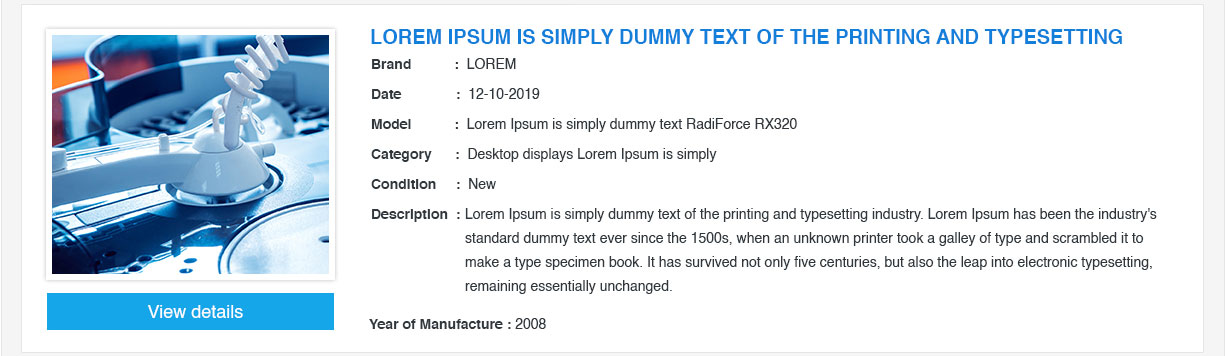 LOREM IPSUM IS SIMPLY DUMMY TEXT OF THE PRINTING AND TYPESETTING
Brand : LOREM
Date : 12-10-2019
Model : Lorem Ipsum is simply dummy text RadiForce RX320
Category : Desktop displays Lorem Ipsum is simply
Condition : New
Description : Lorem Ipsum is simply dummy text of the printing and typesetting industry. Lorem Ipsum has been the industry's
standard dummy text ever since the 1500s, when an unknown printer took a galley of type and scrambled it to
make a type specimen book. It has survived not only five centuries, but also the leap into electronic typesetting,
remaining essentially unchanged.
Year of Manufacture : 2008
View details